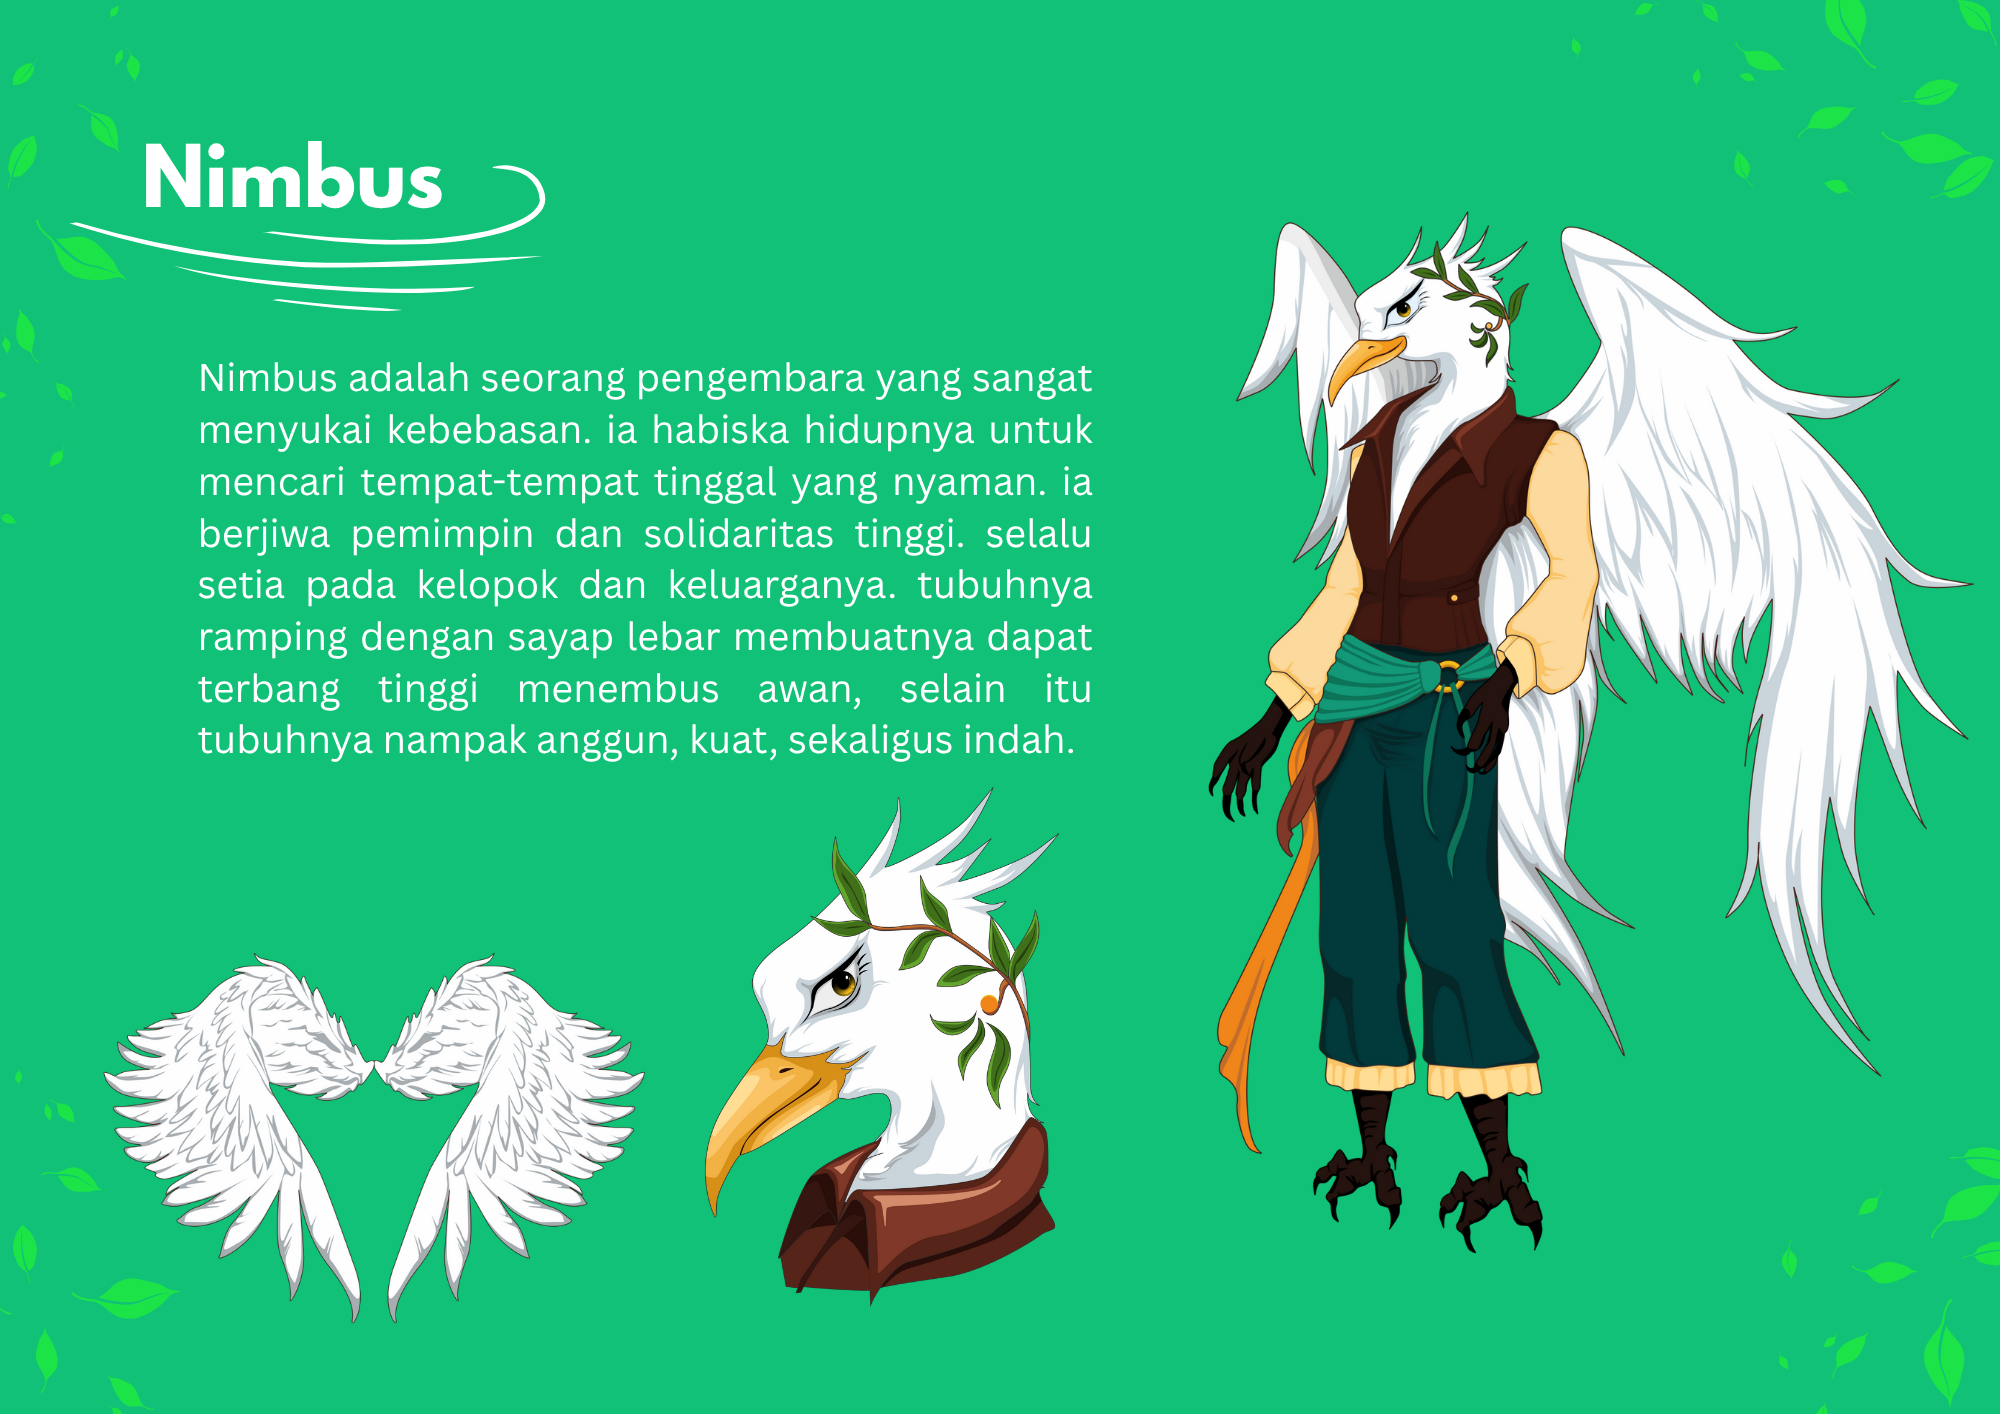 Nimbus
Nimbus adalah seorang pengembara yang sangat
menyukai kebebasan. ia habiska hidupnya untuk
mencari tempat-tempat tinggal yang nyaman. ia
berjiwa pemimpin dan solidaritas tinggi. selalu
setia pada kelopok dan keluarganya. tubuhnya
ramping dengan sayap lebar membuatnya dapat
terbang tinggi menembus awan, selain itu
tubuhnya nampak anggun, kuat, sekaligus indah.